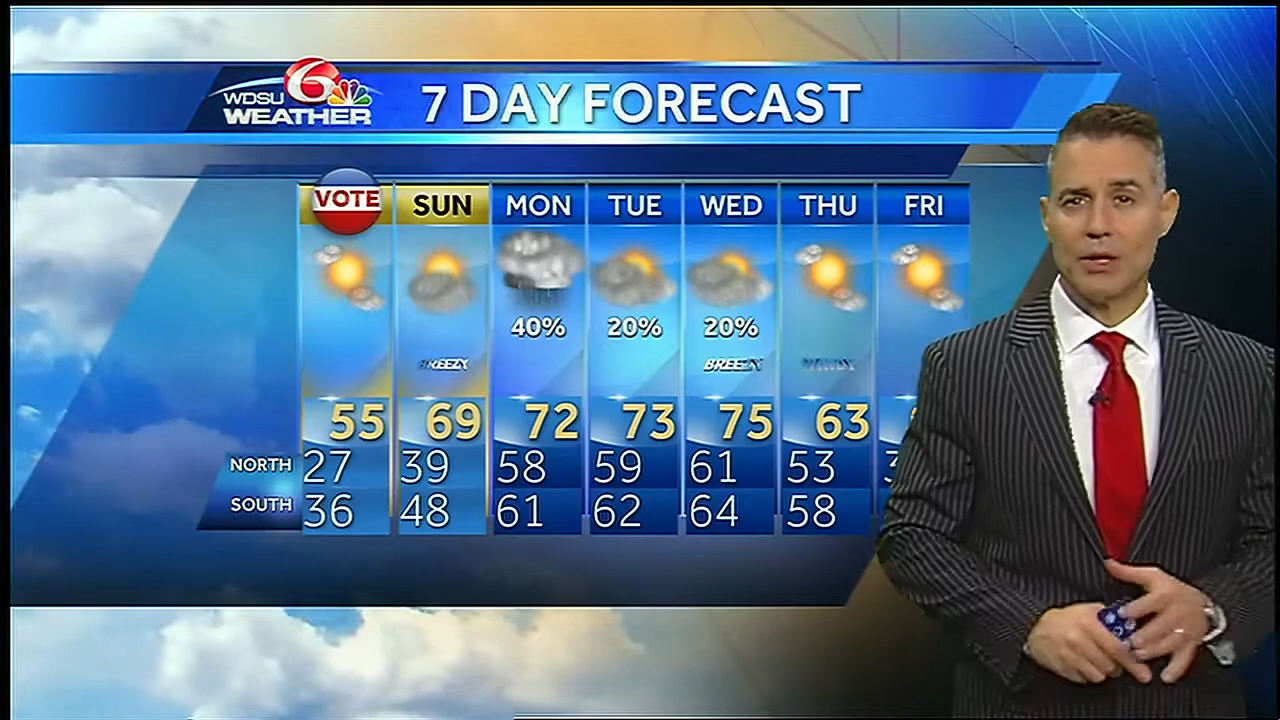 WDSU 6
WEATHER
7 DAY FORECAST
VOTE SUN MON TUE WED THU FRI
40% 20% 20%
BREEZY BREEZY WINDY
55 69 72 73 75 63
NORTH 27 39 58 59 61 53
SOUTH 36 48 61 62 64 58